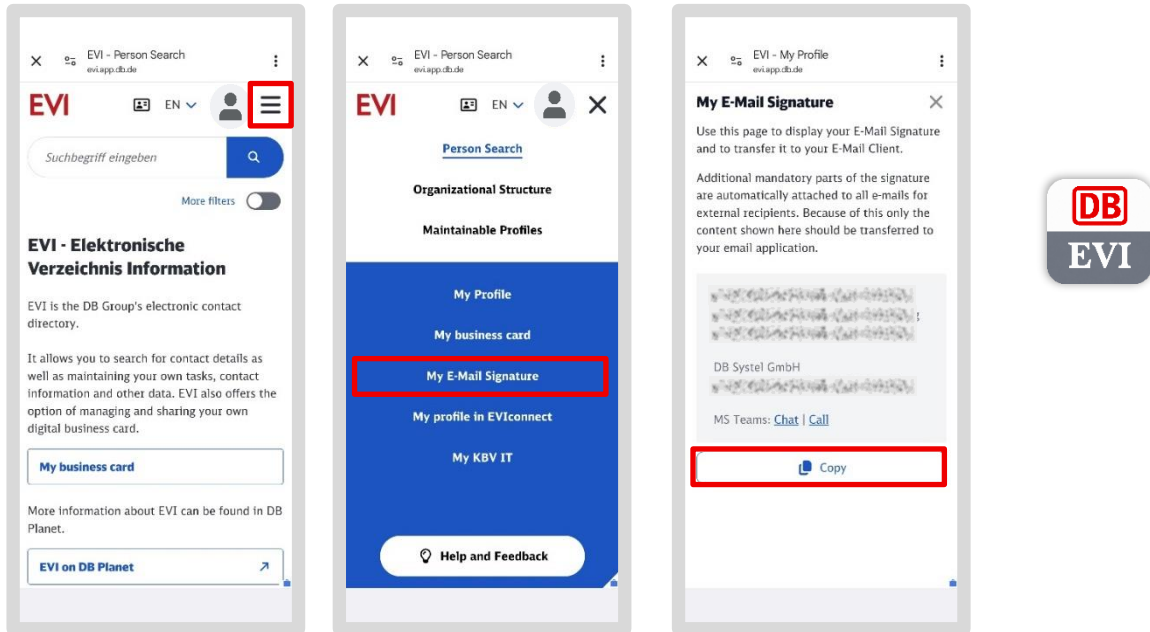 EVI - Person Search
evi.app.db.de
EVI
EN
Suchbegriff eingeben
More filters
EVI - Elektronische
Verzeichnis Information
EVI is the DB Group's electronic contact
directory.
It allows you to search for contact details as
well as maintaining your own tasks, contact
information and other data. EVI also offers the
option of managing and sharing your own
digital business card.
My business card
More information about EVI can be found in DB
Planet.
EVI on DB Planet
EVI - Person Search
evi.app.db.de
EVI
EN
Person Search
Organizational Structure
Maintainable Profiles
My Profile
My business card
My E-Mail Signature
My profile in EVIconnect
My KBV IT
Help and Feedback
EVI - My Profile
evi.app.db.de
My E-Mail Signature
Use this page to display your E-Mail Signature
and to transfer it to your E-Mail Client.
Additional mandatory parts of the signature
are automatically attached to all e-mails for
external recipients. Because of this only the
content shown here should be transferred to
your email application.
DB Systel GmbH
MS Teams: Chat | Call
Copy
DB
EVI